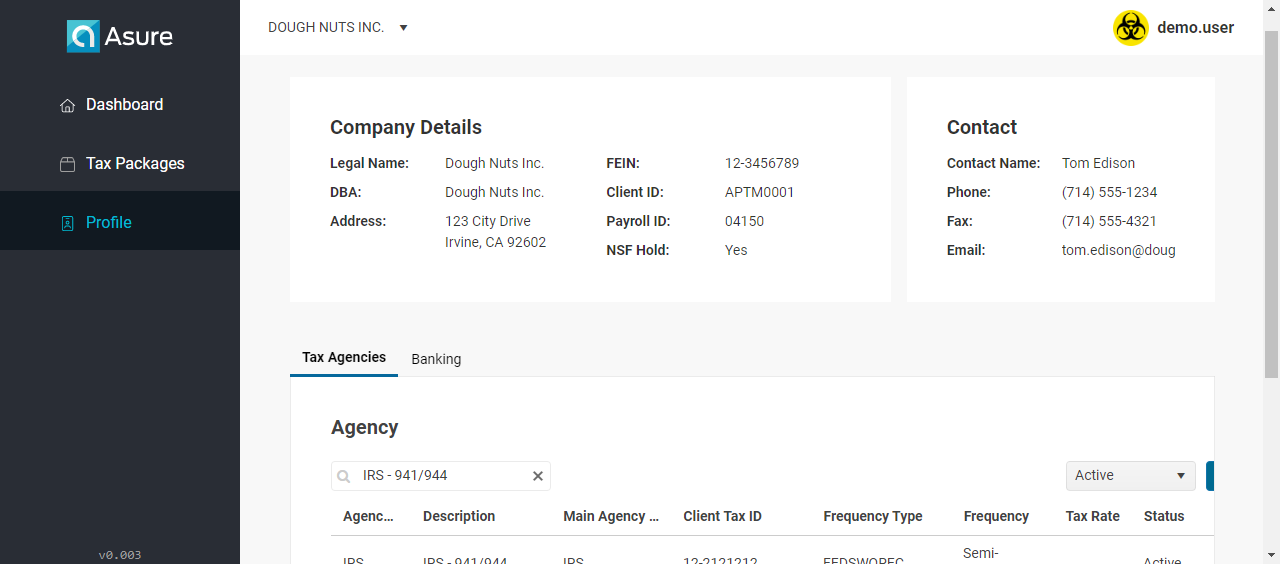 Asure
DOUGH NUTS INC.
demo.user
Dashboard
Tax Packages
Profile
v0.003
Company Details
Legal Name: Dough Nuts Inc.
DBA: Dough Nuts Inc.
Address: 123 City Drive
Irvine, CA 92602
FEIN: 12-3456789
Client ID: APTM0001
Payroll ID: 04150
NSF Hold: Yes
Contact
Contact Name: Tom Edison
Phone: (714) 555-1234
Fax: (714) 555-4321
Email: tom.edison@doug
Tax Agencies Banking
Agency
IRS - 941/944
Active
Agenc... Description Main Agency ... Client Tax ID Frequency Type Frequency Tax Rate Status
IRS IRS - 941/944 IRS 12-2121212 FEDSWOREC Semi- Active